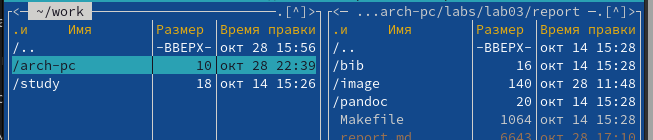 ~/work .[^]
.и Имя Размер Время правки
/.. -ВВЕРХ- окт 28 15:56
/arch-pc 10 окт 28 22:39
/study 18 окт 14 15:26
...arch-pc/labs/lab03/report .[^]
.и Имя Размер Время правки
/.. -ВВЕРХ- окт 14 15:28
/bib 16 окт 14 15:28
/image 140 окт 28 11:48
/pandoc 20 окт 14 15:28
Makefile 1064 окт 14 15:28
report.md 6643 окт 28 17:10